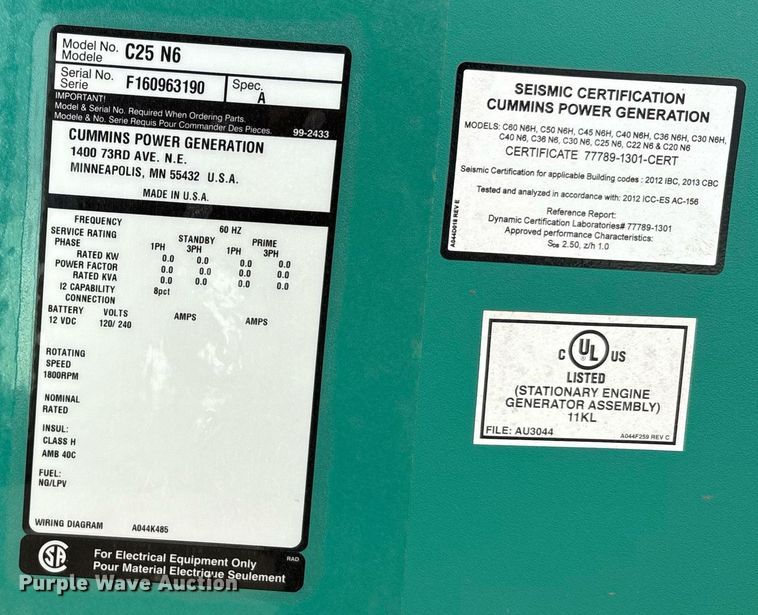 Model No. C25 N6
Modele
Serial No. F160963190 Spec.
Serie A
IMPORTANT!
Model & Serial No. Required When Ordering Parts.
Modele & No. Serie Requis Pour Commander Des Pieces. 99-2433
CUMMINS POWER GENERATION
1400 73RD AVE. N.E.
MINNEAPOLIS, MN 55432 U.S.A.
MADE IN U.S.A.
FREQUENCY 60 HZ
SERVICE RATING STANDBY PRIME
PHASE 1PH 3PH 1PH 3PH
RATED KW 0.0 0.0 0.0 0.0
POWER FACTOR 0.0 0.0 0.0 0.0
RATED KVA 0.0 0.0 0.0 0.0
I2 CAPABILITY 8pct
CONNECTION
BATTERY VOLTS AMPS AMPS
12 VDC 120/ 240
ROTATING
SPEED
1800RPM
NOMINAL
RATED
INSUL:
CLASS H
AMB 40C
FUEL:
NG/LPV
WIRING DIAGRAM A044K485
SA
For Electrical Equipment Only RAD
Pour Material Electrique Seulement
SEISMIC CERTIFICATION
CUMMINS POWER GENERATION
MODELS: C60 N6H, C50 N6H, C45 N6H, C40 N6H, C36 N6H, C30 N6H,
C40 N6, C36 N6, C30 N6, C25 N6, C22 N6 & C20 N6
CERTIFICATE 77789-1301-CERT
Seismic Certification for applicable Building codes : 2012 IBC, 2013 CBC
Tested and analyzed in accordance with: 2012 ICC-ES AC-156
Reference Report:
Dynamic Certification Laboratories# 77789-1301
Approved performance Characteristics:
SDS 2.50, z/h 1.0
A044D018 REV E
C UL US
®
LISTED
(STATIONARY ENGINE
GENERATOR ASSEMBLY)
11KL
FILE: AU3044 A044F259 REV C
Purple Wave Auction